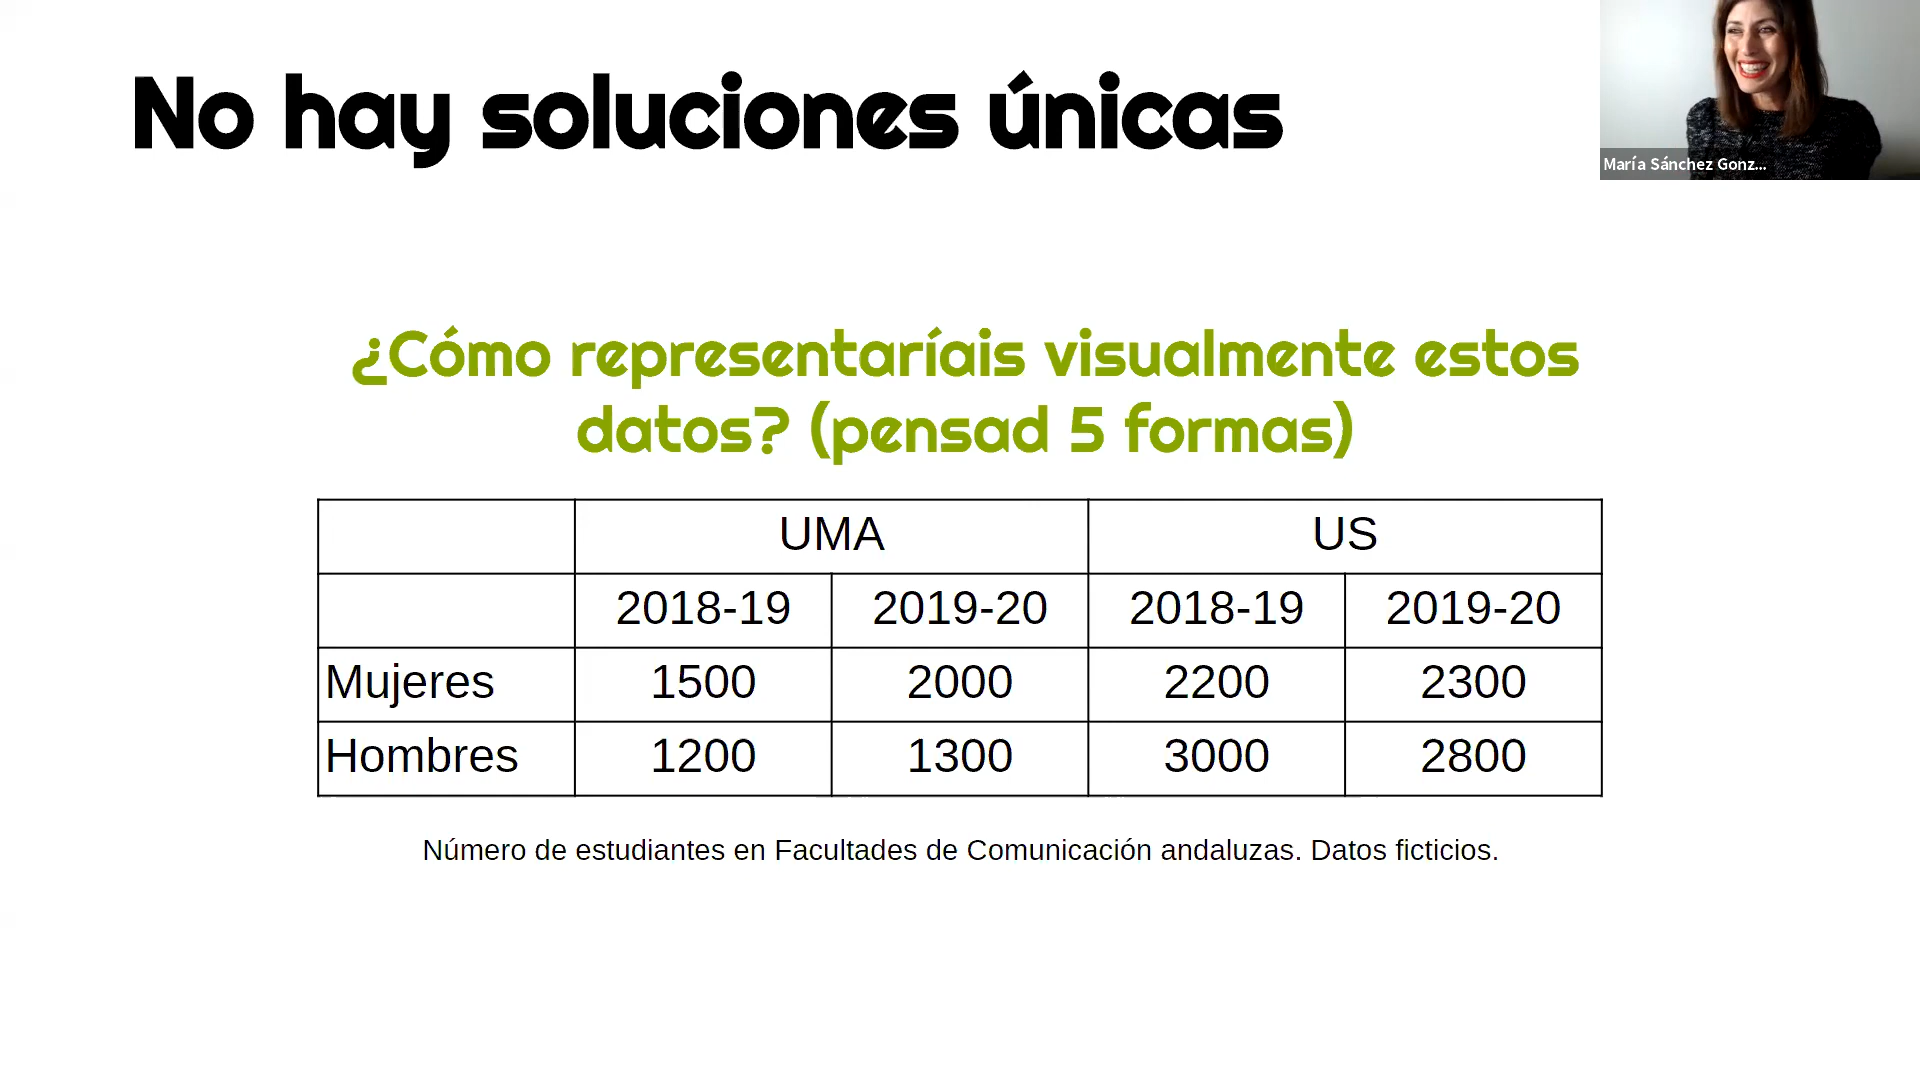 No hay soluciones únicas
María Sánchez Gonz...
¿Cómo representaríais visualmente estos
datos? (pensad 5 formas)
UMA US
2018-19 2019-20 2018-19 2019-20
Mujeres 1500 2000 2200 2300
Hombres 1200 1300 3000 2800
Número de estudiantes en Facultades de Comunicación andaluzas. Datos ficticios.